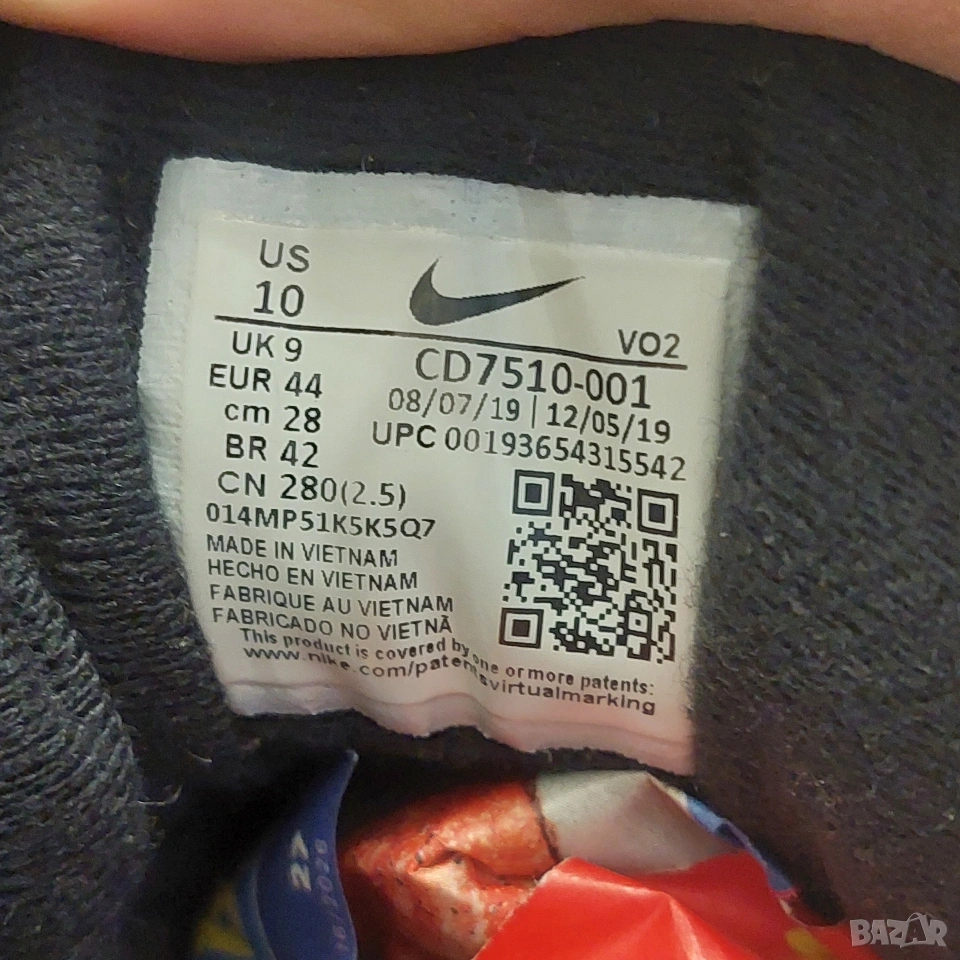 US
10
VO2
UK 9
EUR 44
cm 28
BR 42
CN 280(2.5)
CD7510-001
08/07/19 | 12/05/19
UPC 00193654315542
014MP51K5K5Q7
MADE IN VIETNAM
HECHO EN VIETNAM
FABRIQUE AU VIETNAM
FABRICADO NO VIETNÃ
This product is covered by one or more patents:
www.nike.com/patentsvirtualmarking
27
BAZAR